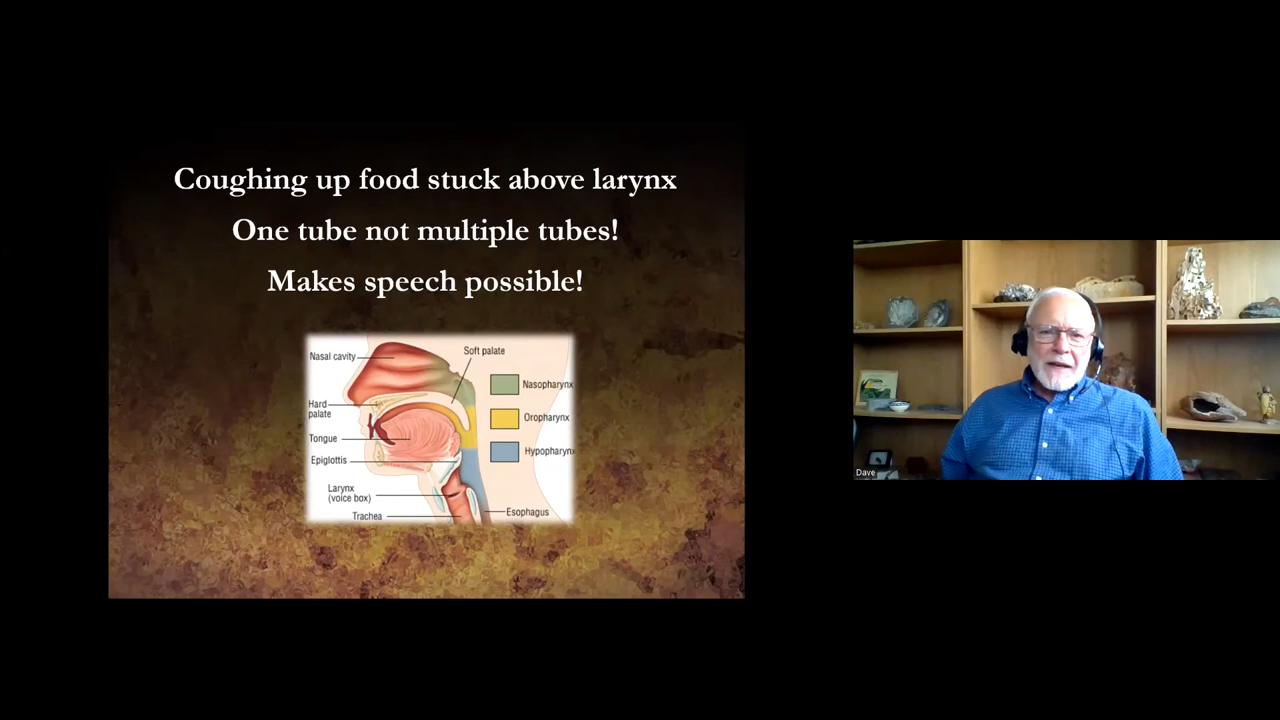 Coughing up food stuck above larynx
One tube not multiple tubes!
Makes speech possible!
Nasal cavity
Soft palate
Nasopharynx
Hard
palate
Oropharynx
Tongue
Hypopharynx
Epiglottis
Larynx
(voice box)
Trachea
Esophagus
Dave